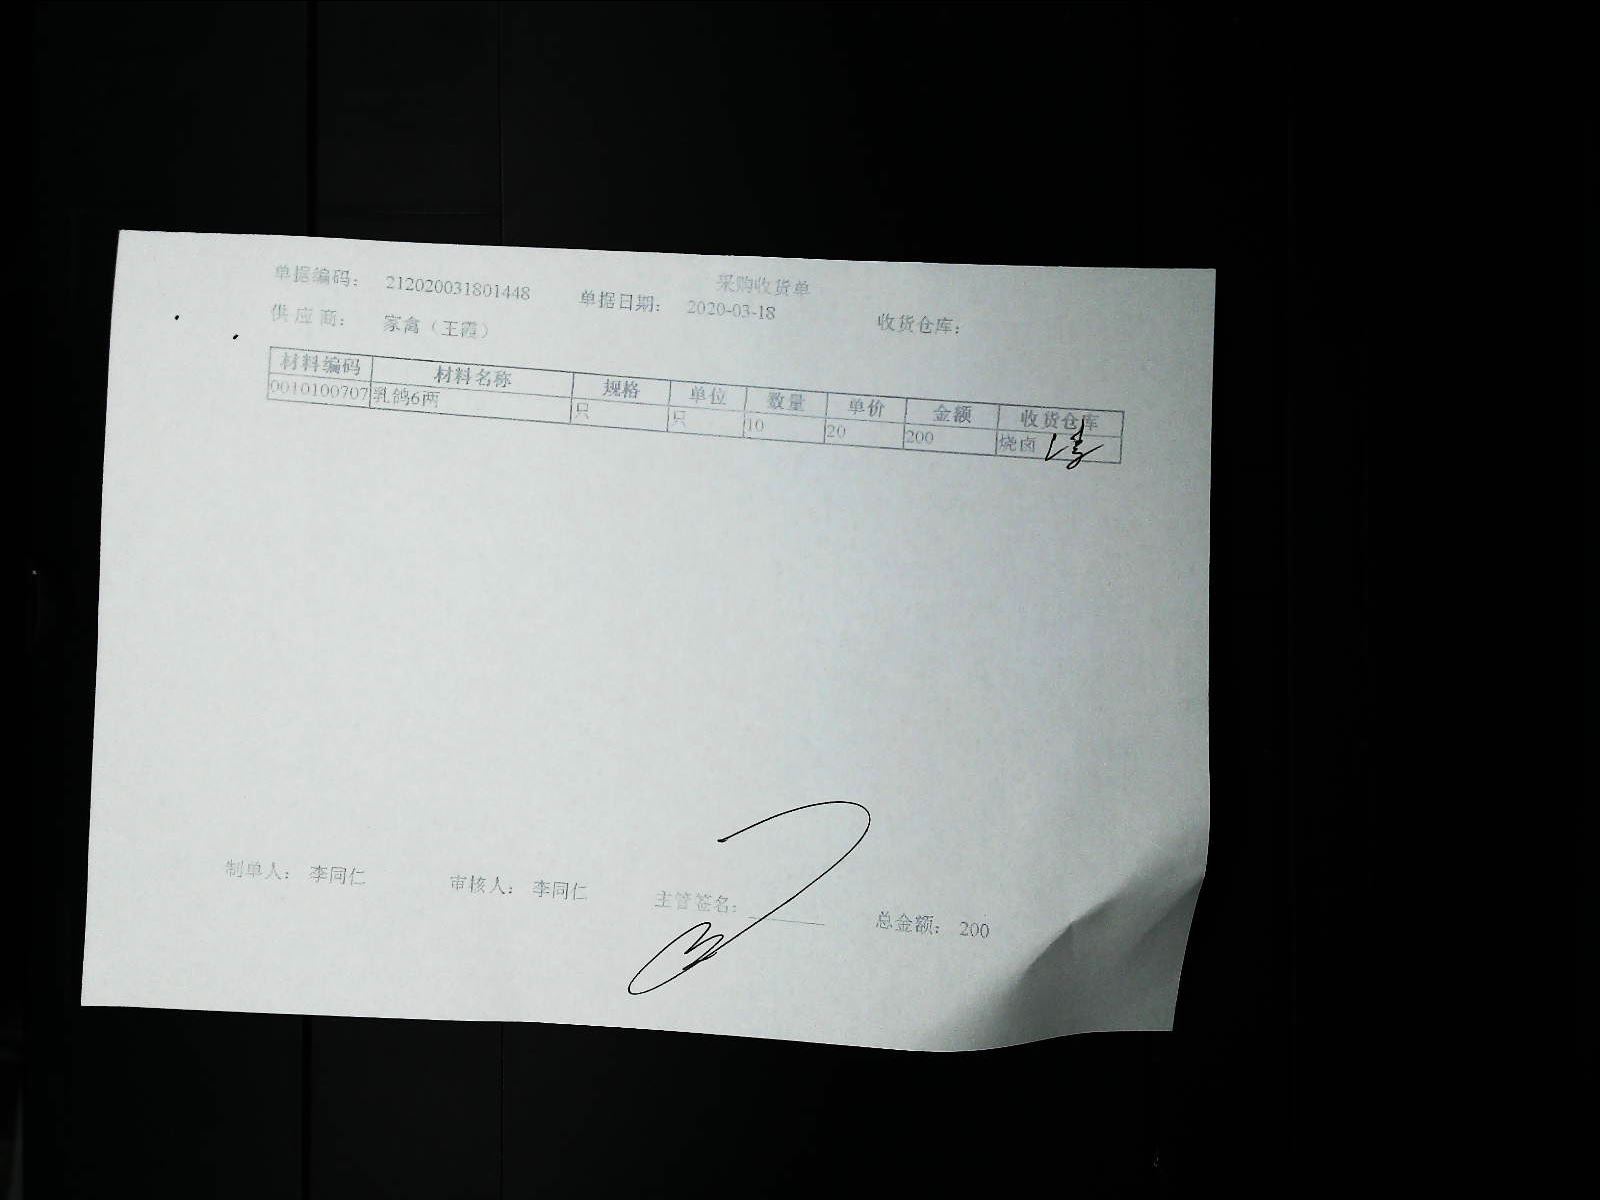 采购收货单
单据编码： 212020031801448 单据日期： 2020-03-18 收货仓库：
供应商： 家禽（王霞）
材料编码 材料名称 规格 单位 数量 单价 金额 收货仓库
0010100707 乳鸽6两 只 只 10 20 200 烧卤
制单人： 李同仁 审核人： 李同仁 主管签名： 总金额： 200